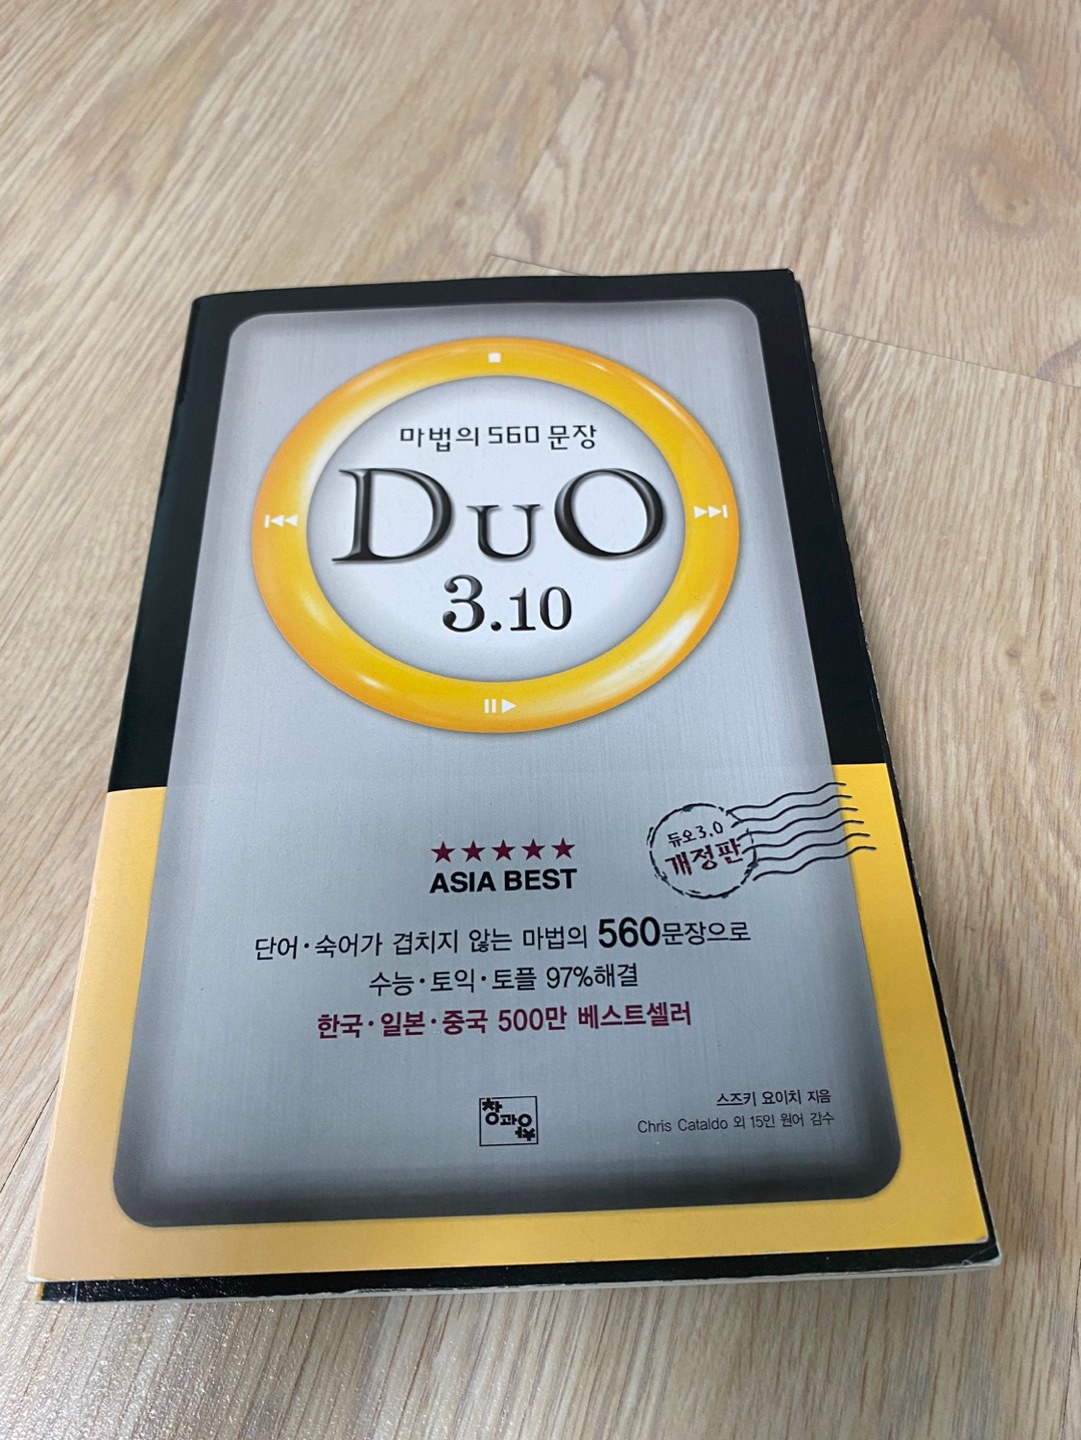 마법의 560 문장
DUO
3.10
듀오3.0
개정판
★★★★★
ASIA BEST
단어·숙어가 겹치지 않는 마법의 560문장으로
수능·토익·토플 97%해결
한국·일본·중국 500만 베스트셀러
스즈키 요이치 지음
Chris Cataldo 외 15인 원어 감수
창과